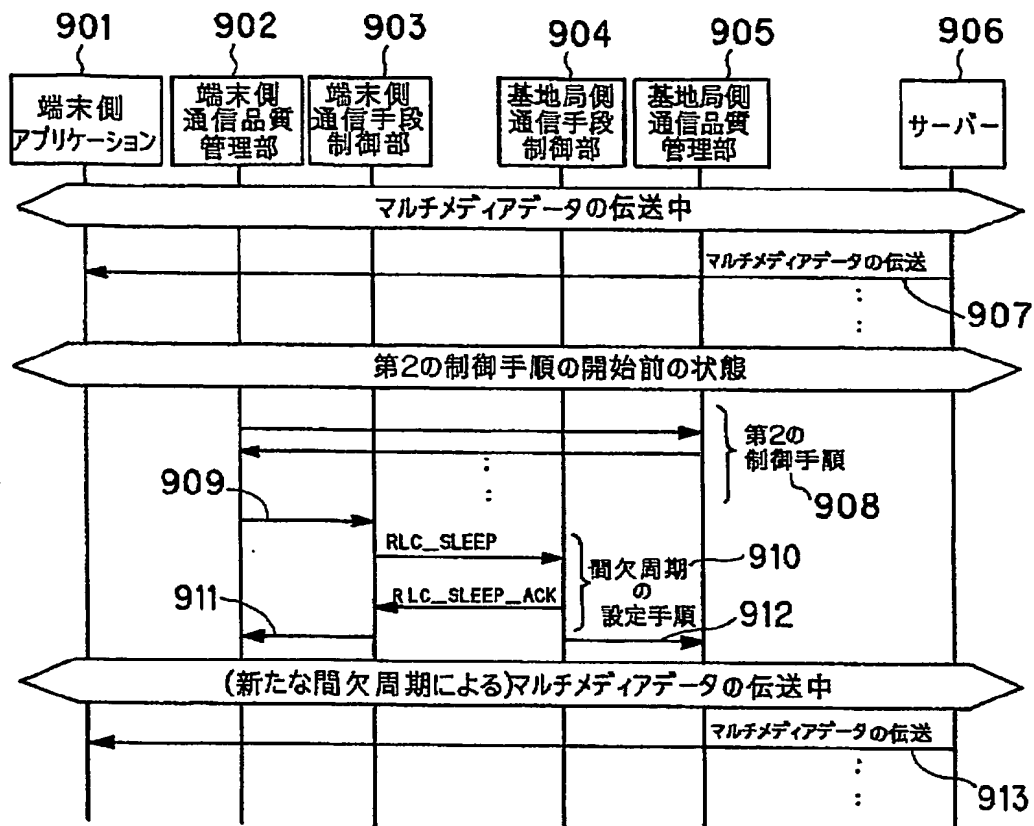 901
902
903
904
905
906
端末側
アプリケーション
端末側
通信品質
管理部
端末側
通信手段
制御部
基地局側
通信手段
制御部
基地局側
通信品質
管理部
サーバー
マルチメディアデータの伝送中
マルチメディアデータの伝送
907
第2の制御手順の開始前の状態
第2の
制御手順
908
909
RLC_SLEEP
間欠周期
の
設定手順
910
RLC_SLEEP_ACK
911
912
(新たな間欠周期による)マルチメディアデータの伝送中
マルチメディアデータの伝送
913